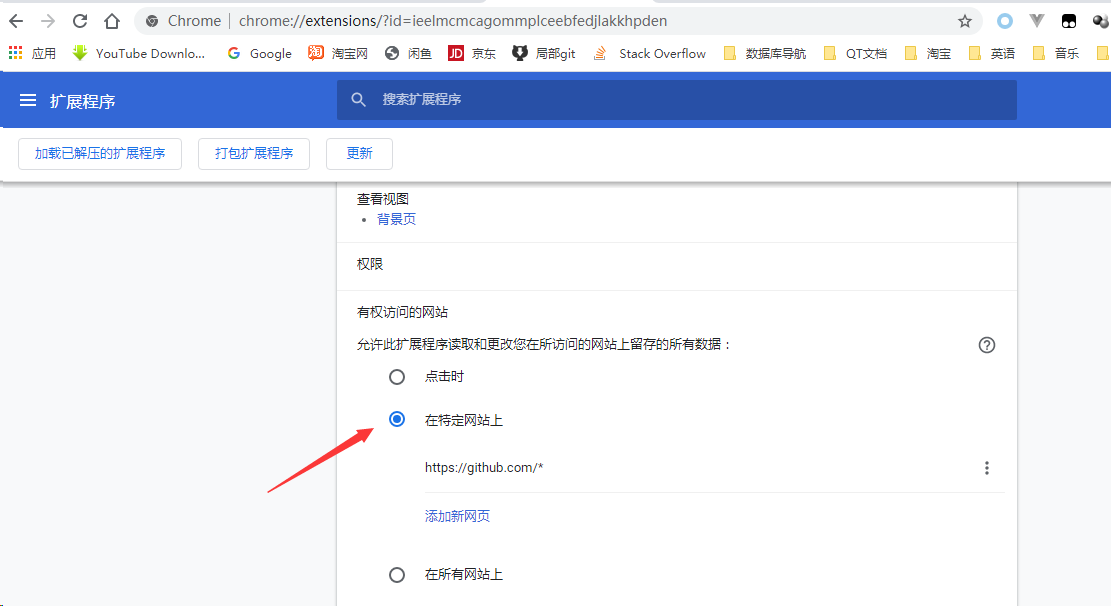 Chrome | chrome://extensions/?id=ieelmcmcagommplceebfedjlakkhpden
应用 YouTube Downlo... Google 淘宝网 闲鱼 JD 京东 局部git Stack Overflow 数据库导航 QT文档 淘宝 英语 音乐
扩展程序 搜索扩展程序
加载已解压的扩展程序 打包扩展程序 更新
查看视图
• 背景页
权限
有权访问的网站
允许此扩展程序读取和更改您在所访问的网站上留存的所有数据：
点击时
在特定网站上
https://github.com/*
添加新网页
在所有网站上